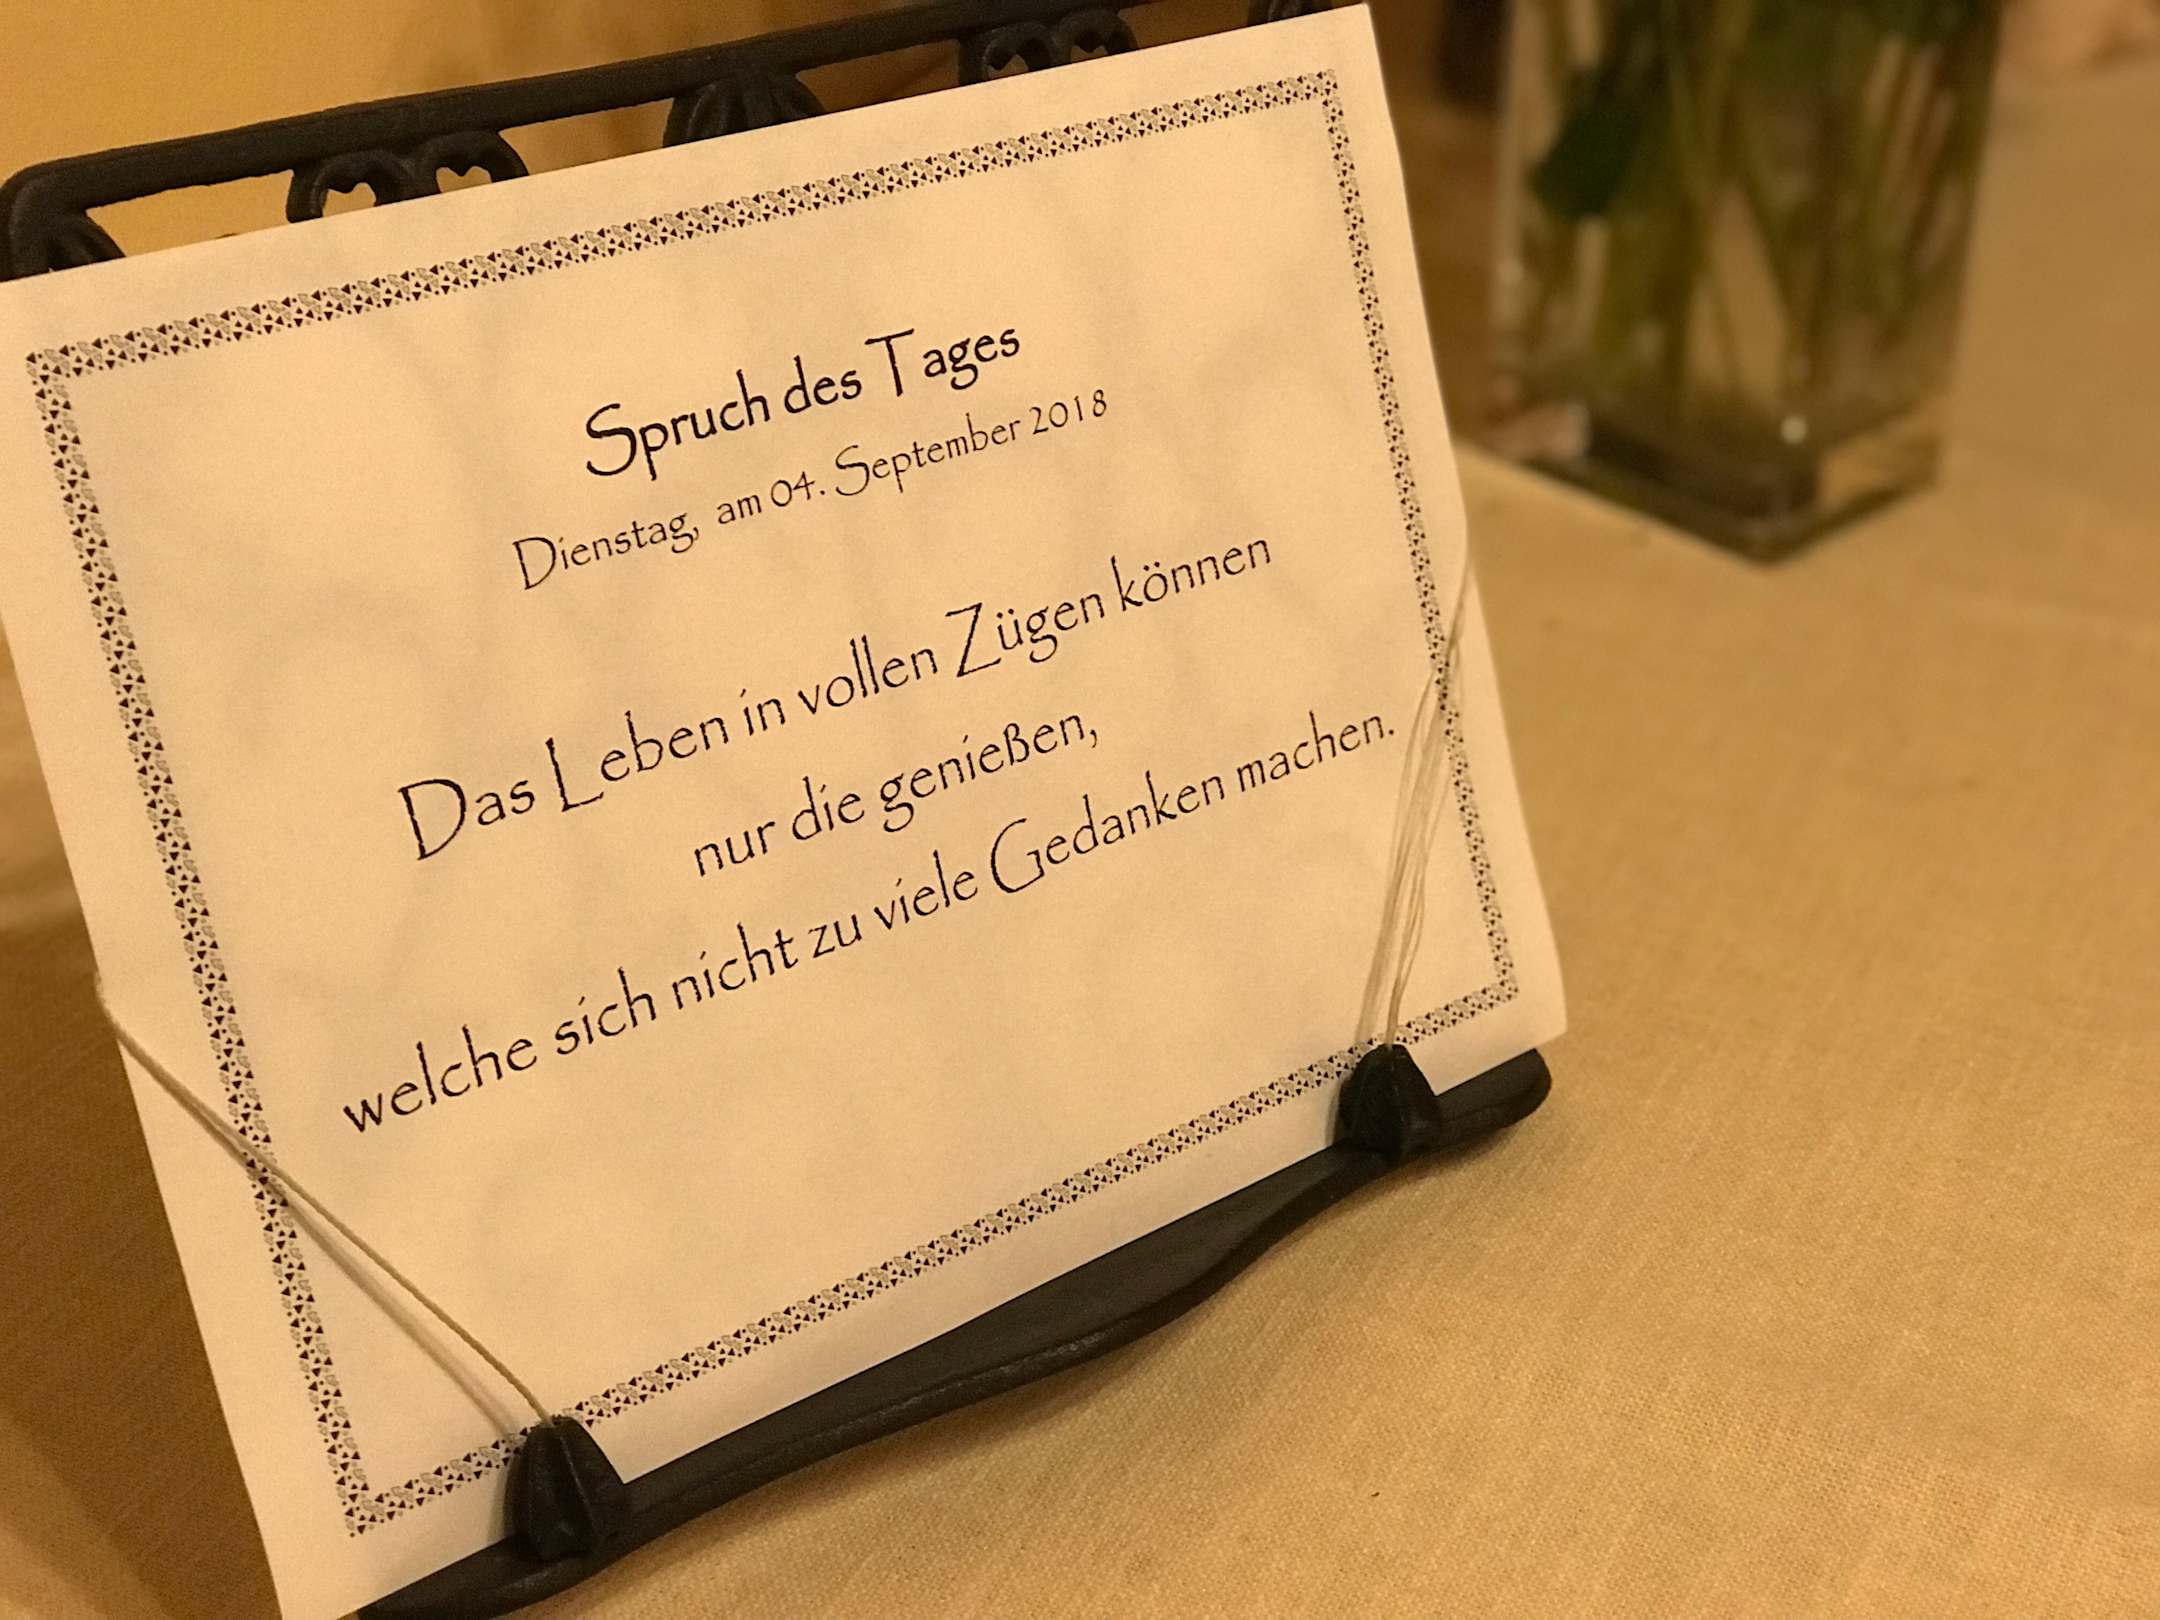 Spruch des Tages
Dienstag, am 04. September 2018
Das Leben in vollen Zügen können
nur die genießen,
welche sich nicht zu viele Gedanken machen.